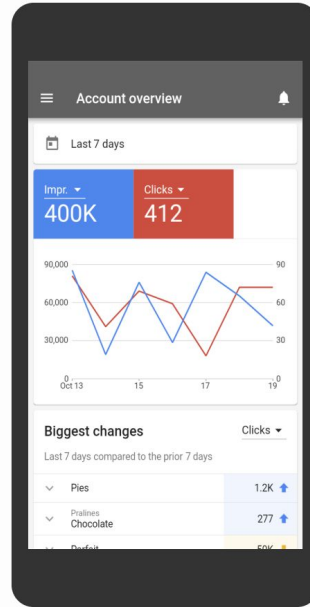 Account overview
Last 7 days
Impr. Clicks
400K 412
90,000 90
60,000 60
30,000 30
0 0
Oct 13 15 17 19
Biggest changes Clicks
Last 7 days compared to the prior 7 days
Pies 1.2K
Pralines
Chocolate 277
Parfait 50K